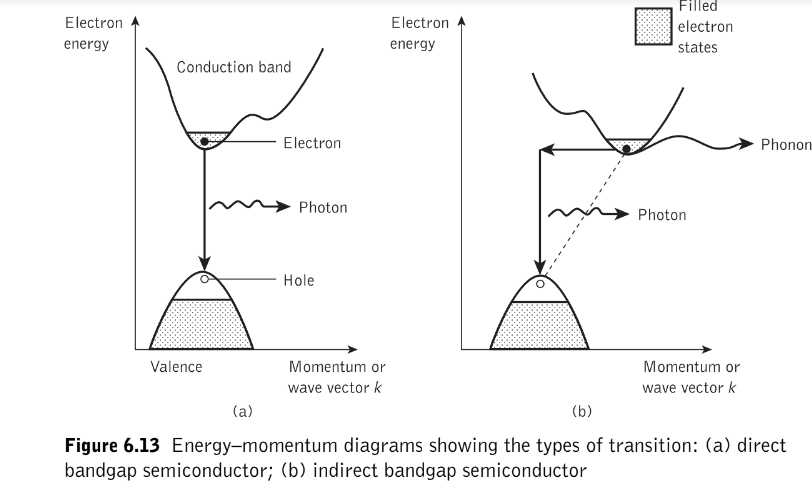 Electron
energy
Conduction band
Electron
Photon
Hole
Valence
Momentum or
wave vector k
(a)
Electron
energy
Filled
electron
states
Phonon
Photon
Momentum or
wave vector k
(b)
Figure 6.13 Energy–momentum diagrams showing the types of transition: (a) direct
bandgap semiconductor; (b) indirect bandgap semiconductor